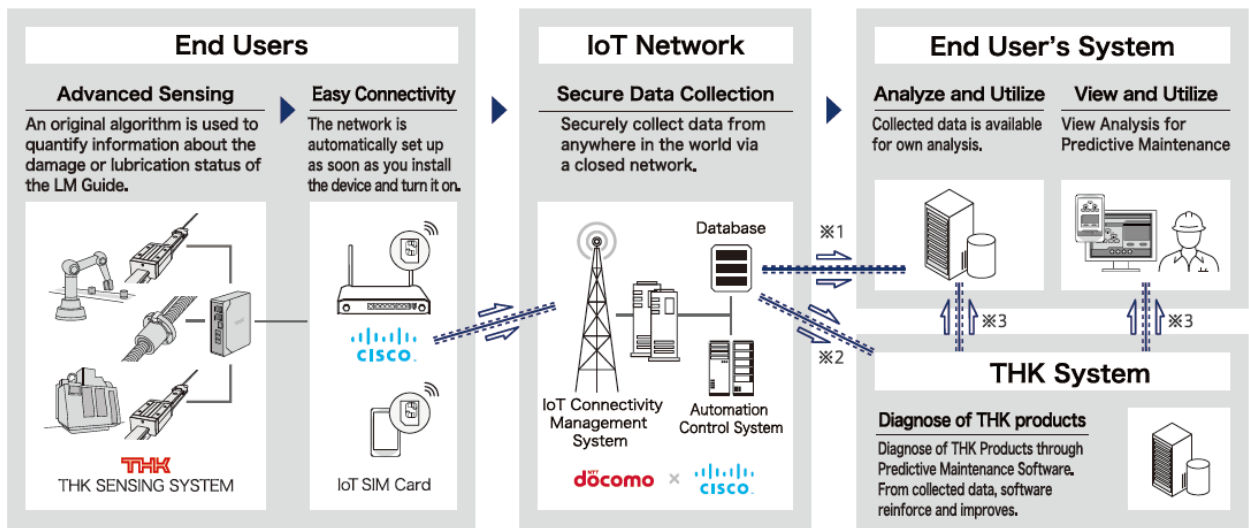 End Users
Advanced Sensing
An original algorithm is used to
quantify information about the
damage or lubrication status of
the LM Guide.
THK
THK SENSING SYSTEM
Easy Connectivity
The network is
automatically set up
as soon as you install
the device and turn it on.
CISCO
IoT SIM Card
IoT Network
Secure Data Collection
Securely collect data from
anywhere in the world via
a closed network.
Database
IoT Connectivity
Management
System
Automation
Control System
NTT
döcomo × CISCO
※1
※2
End User's System
Analyze and Utilize
Collected data is available
for own analysis.
View and Utilize
View Analysis for
Predictive Maintenance
※3
※3
THK System
Diagnose of THK products
Diagnose of THK Products through
Predictive Maintenance Software.
From collected data, software
reinforce and improves.